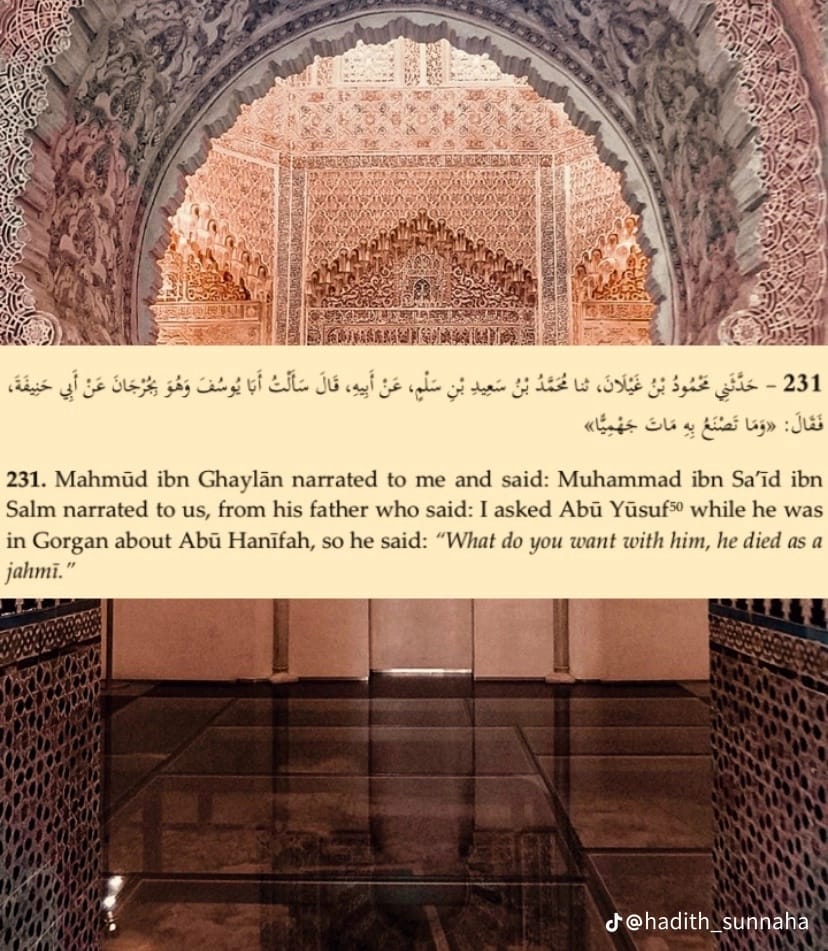 231 – حَدَّثَنِي مَحْمُودُ بْنُ غَيْلَانَ، ثنا مُحَمَّدُ بْنُ سَعِيدِ بْنِ سَلْمٍ، عَنْ أَبِيهِ، قَالَ سَأَلْتُ أَبَا يُوسُفَ وَهُوَ بِجُرْجَانَ عَنْ أَبِي حَنِيفَةَ،
فَقَالَ: «وَمَا تَصْنَعُ بِهِ مَاتَ جَهْمِيًّا»
231. Mahmūd ibn Ghaylān narrated to me and said: Muhammad ibn Sa’īd ibn
Salm narrated to us, from his father who said: I asked Abū Yūsuf⁵⁰ while he was
in Gorgan about Abū Hanīfah, so he said: “What do you want with him, he died as a
jahmī.”
@hadith_sunnaha